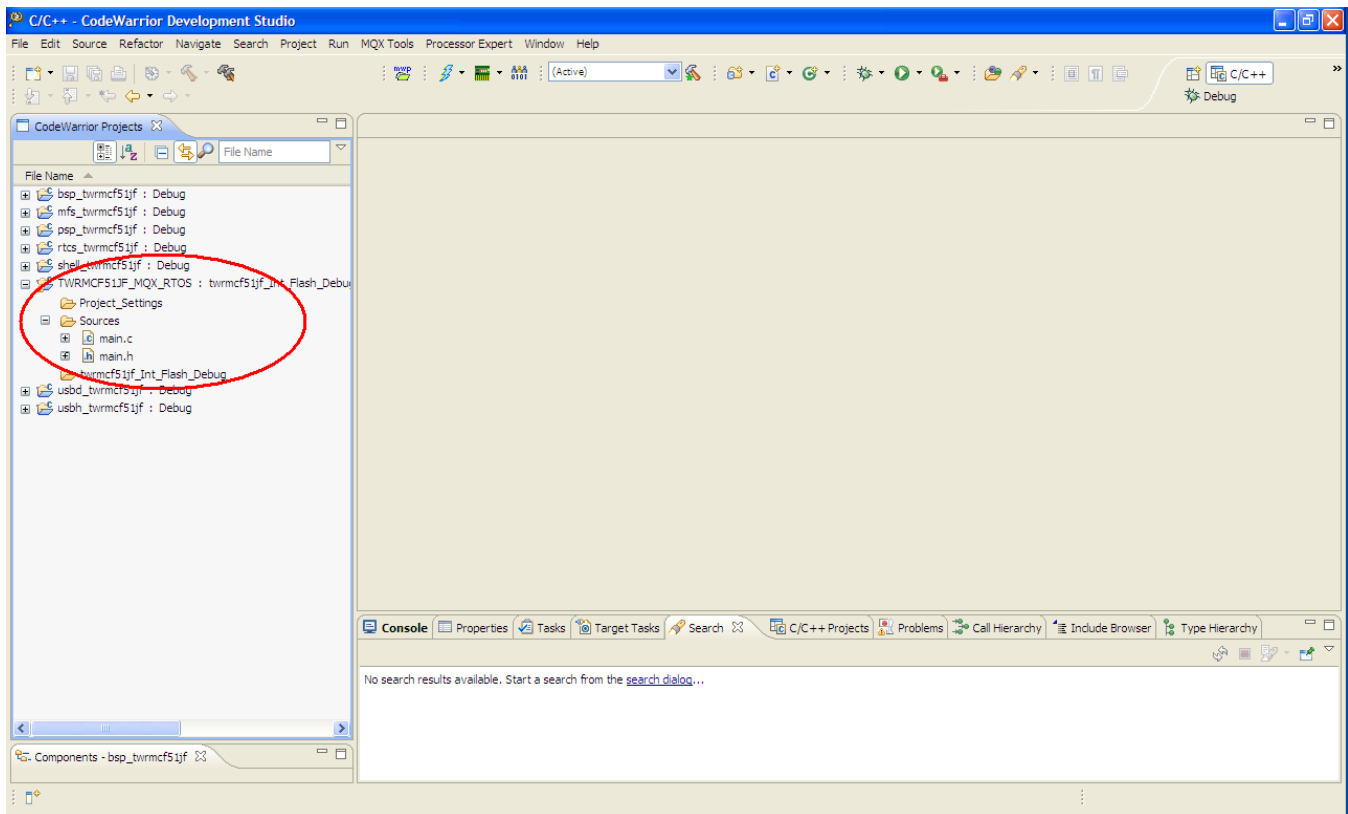 C/C++ - CodeWarrior Development Studio
File Edit Source Refactor Navigate Search Project Run MQX Tools Processor Expert Window Help
(Active)
C/C++
»
Debug
CodeWarrior Projects
File Name
File Name
bsp_twrmcf51jf : Debug
mfs_twrmcf51jf : Debug
psp_twrmcf51jf : Debug
rtcs_twrmcf51jf : Debug
shell_twrmcf51jf : Debug
TWRMCF51JF_MQX_RTOS : twrmcf51jf_Int_Flash_Debu
Project_Settings
Sources
main.c
main.h
twrmcf51jf_Int_Flash_Debug
usbd_twrmcf51jf : Debug
usbh_twrmcf51jf : Debug
Console Properties Tasks Target Tasks Search C/C++ Projects Problems Call Hierarchy Include Browser Type Hierarchy
No search results available. Start a search from the search dialog...
Components - bsp_twrmcf51jf